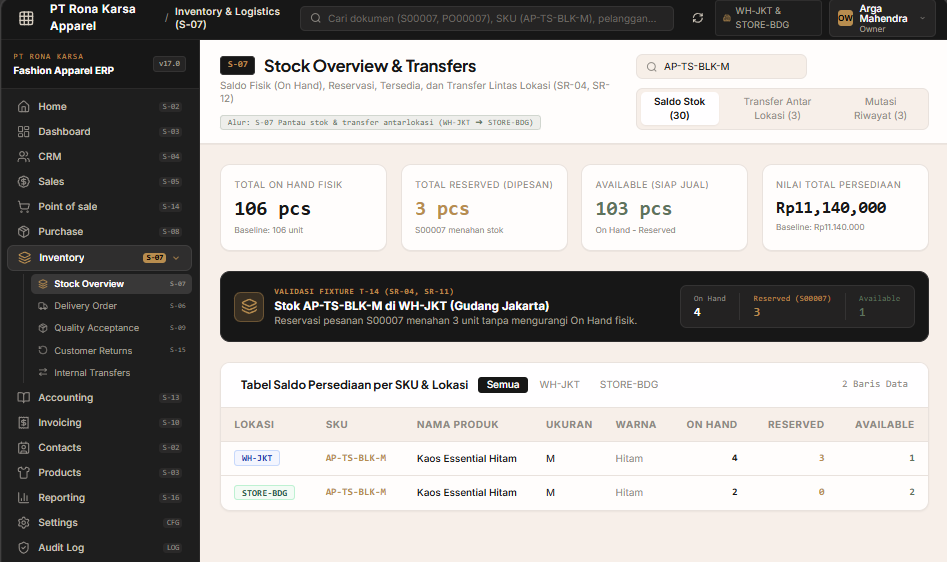 PT Rona Karsa
Apparel
/
Inventory & Logistics
(S-07)
Cari dokumen (S00007, PO00007), SKU (AP-TS-BLK-M), pelanggan...
WH-JKT &
STORE-BDG
OW
Arga
Mahendra
Owner
PT RONA KARSA
Fashion Apparel ERP
v17.0
Home S-02
Dashboard S-03
CRM S-04
Sales S-05
Point of sale S-14
Purchase S-08
Inventory S-07
Stock Overview S-07
Delivery Order S-06
Quality Acceptance S-09
Customer Returns S-15
Internal Transfers
Accounting S-13
Invoicing S-10
Contacts S-02
Products S-03
Reporting S-16
Settings CFG
Audit Log LOG
S-07 Stock Overview & Transfers
Saldo Fisik (On Hand), Reservasi, Tersedia, dan Transfer Lintas Lokasi (SR-04, SR-
12)
Alur: S-07 Pantau stok & transfer antarlokasi (WH-JKT ➔ STORE-BDG)
AP-TS-BLK-M
Saldo Stok
(30)
Transfer Antar
Lokasi (3)
Mutasi
Riwayat (3)
TOTAL ON HAND FISIK
106 pcs
Baseline: 106 unit
TOTAL RESERVED (DIPESAN)
3 pcs
S00007 menahan stok
AVAILABLE (SIAP JUAL)
103 pcs
On Hand - Reserved
NILAI TOTAL PERSEDIAAN
Rp11,140,000
Baseline: Rp11.140.000
VALIDASI FIXTURE T-14 (SR-04, SR-11)
Stok AP-TS-BLK-M di WH-JKT (Gudang Jakarta)
Reservasi pesanan S00007 menahan 3 unit tanpa mengurangi On Hand fisik.
On Hand
4
Reserved (S00007)
3
Available
1
Tabel Saldo Persediaan per SKU & Lokasi Semua WH-JKT STORE-BDG 2 Baris Data
LOKASI SKU NAMA PRODUK UKURAN WARNA ON HAND RESERVED AVAILABLE
WH-JKT AP-TS-BLK-M Kaos Essential Hitam M Hitam 4 3 1
STORE-BDG AP-TS-BLK-M Kaos Essential Hitam M Hitam 2 0 2